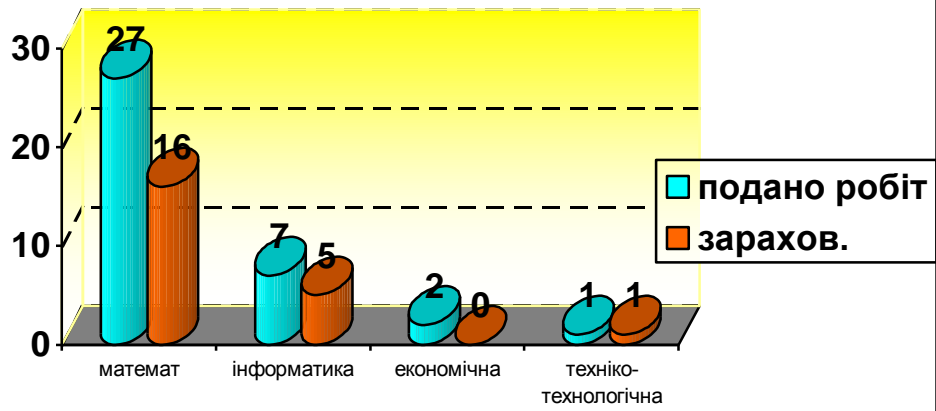 30
20
10
0
27
16
7
5
2
0
1
1
математ
інформатика
економічна
техніко-
технологічна
подано робіт
зарахов.